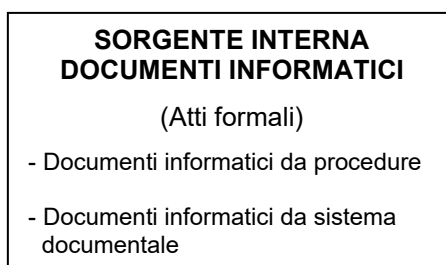 SORGENTE INTERNA
DOCUMENTI INFORMATICI
(Atti formali)
- Documenti informatici da procedure
- Documenti informatici da sistema
documentale